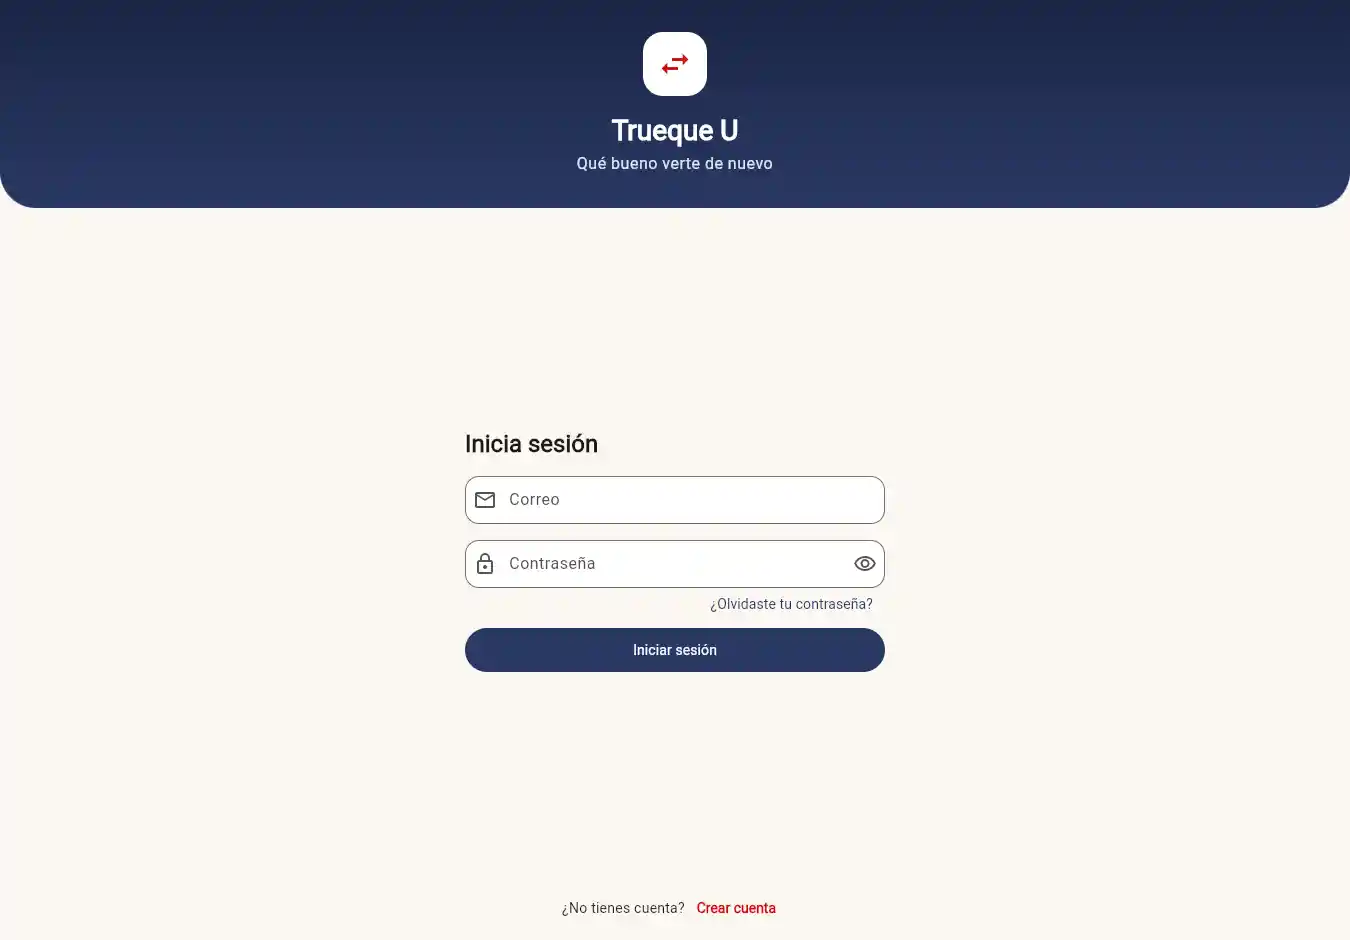 Trueque U
Qué bueno verte de nuevo
Inicia sesión
Correo
Contraseña
¿Olvidaste tu contraseña?
Iniciar sesión
¿No tienes cuenta? Crear cuenta